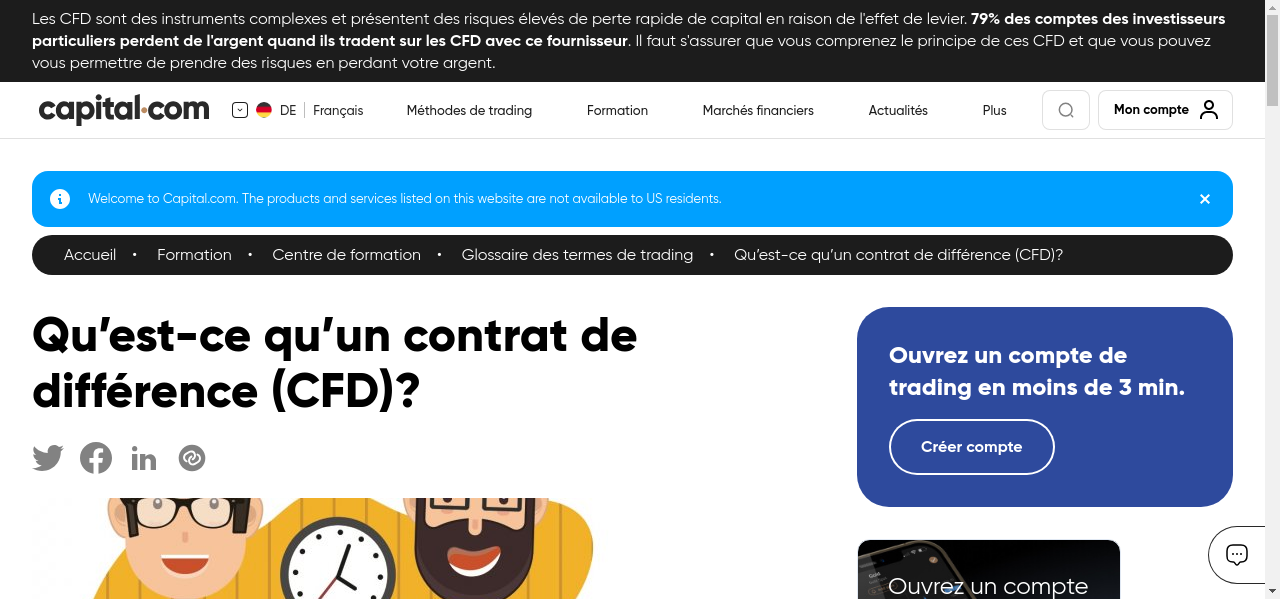 Les CFD sont des instruments complexes et présentent des risques élevés de perte rapide de capital en raison de l'effet de levier. 79% des comptes des investisseurs
particuliers perdent de l'argent quand ils tradent sur les CFD avec ce fournisseur. Il faut s'assurer que vous comprenez le principe de ces CFD et que vous pouvez
vous permettre de prendre des risques en perdant votre argent.
capital.com DE Français Méthodes de trading Formation Marchés financiers Actualités Plus Mon compte
Welcome to Capital.com. The products and services listed on this website are not available to US residents.
Accueil • Formation • Centre de formation • Glossaire des termes de trading • Qu’est-ce qu’un contrat de différence (CFD)?
Qu’est-ce qu’un contrat de
différence (CFD)?
Ouvrez un compte de
trading en moins de 3 min.
Créer compte
Ouvrez un compte